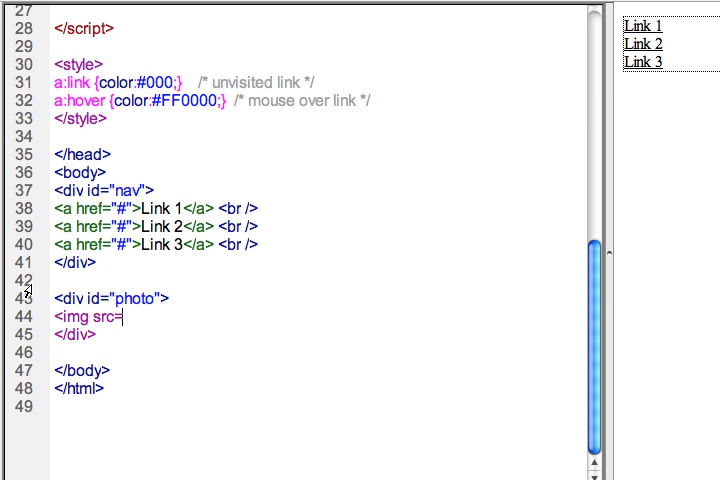 27
28 </script>
29
30 <style>
31 a:link {color:#000;} /* unvisited link */
32 a:hover {color:#FF0000;} /* mouse over link */
33 </style>
34
35 </head>
36 <body>
37 <div id="nav">
38 <a href="#">Link 1</a> <br />
39 <a href="#">Link 2</a> <br />
40 <a href="#">Link 3</a> <br />
41 </div>
42
43 <div id="photo">
44 <img src=
45 </div>
46
47 </body>
48 </html>
49
Link 1
Link 2
Link 3